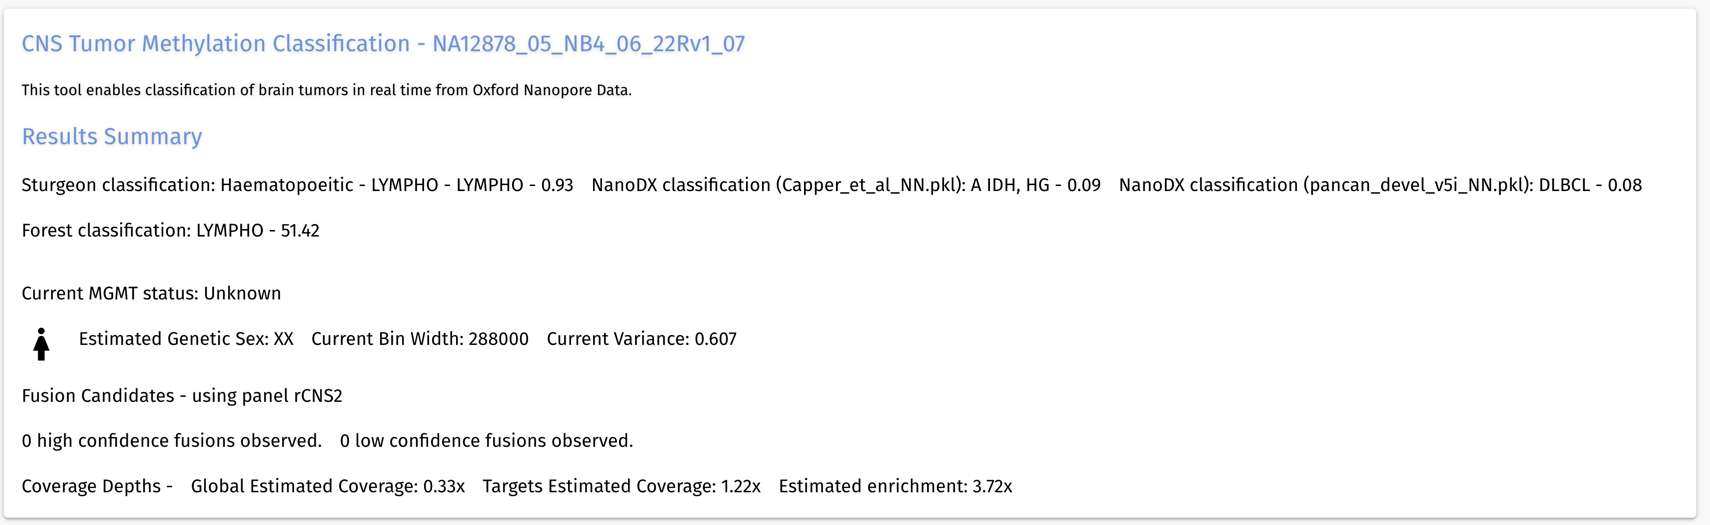 CNS Tumor Methylation Classification - NA12878_05_NB4_06_22Rv1_07
This tool enables classification of brain tumors in real time from Oxford Nanopore Data.
Results Summary
Sturgeon classification: Haematopoeitic - LYMPHO - LYMPHO - 0.93 NanoDX classification (Capper_et_al_NN.pkl): A IDH, HG - 0.09 NanoDX classification (pancan_devel_v5i_NN.pkl): DLBCL - 0.08
Forest classification: LYMPHO - 51.42
Current MGMT status: Unknown
Estimated Genetic Sex: XX Current Bin Width: 288000 Current Variance: 0.607
Fusion Candidates - using panel rCNS2
0 high confidence fusions observed. 0 low confidence fusions observed.
Coverage Depths - Global Estimated Coverage: 0.33x Targets Estimated Coverage: 1.22x Estimated enrichment: 3.72x